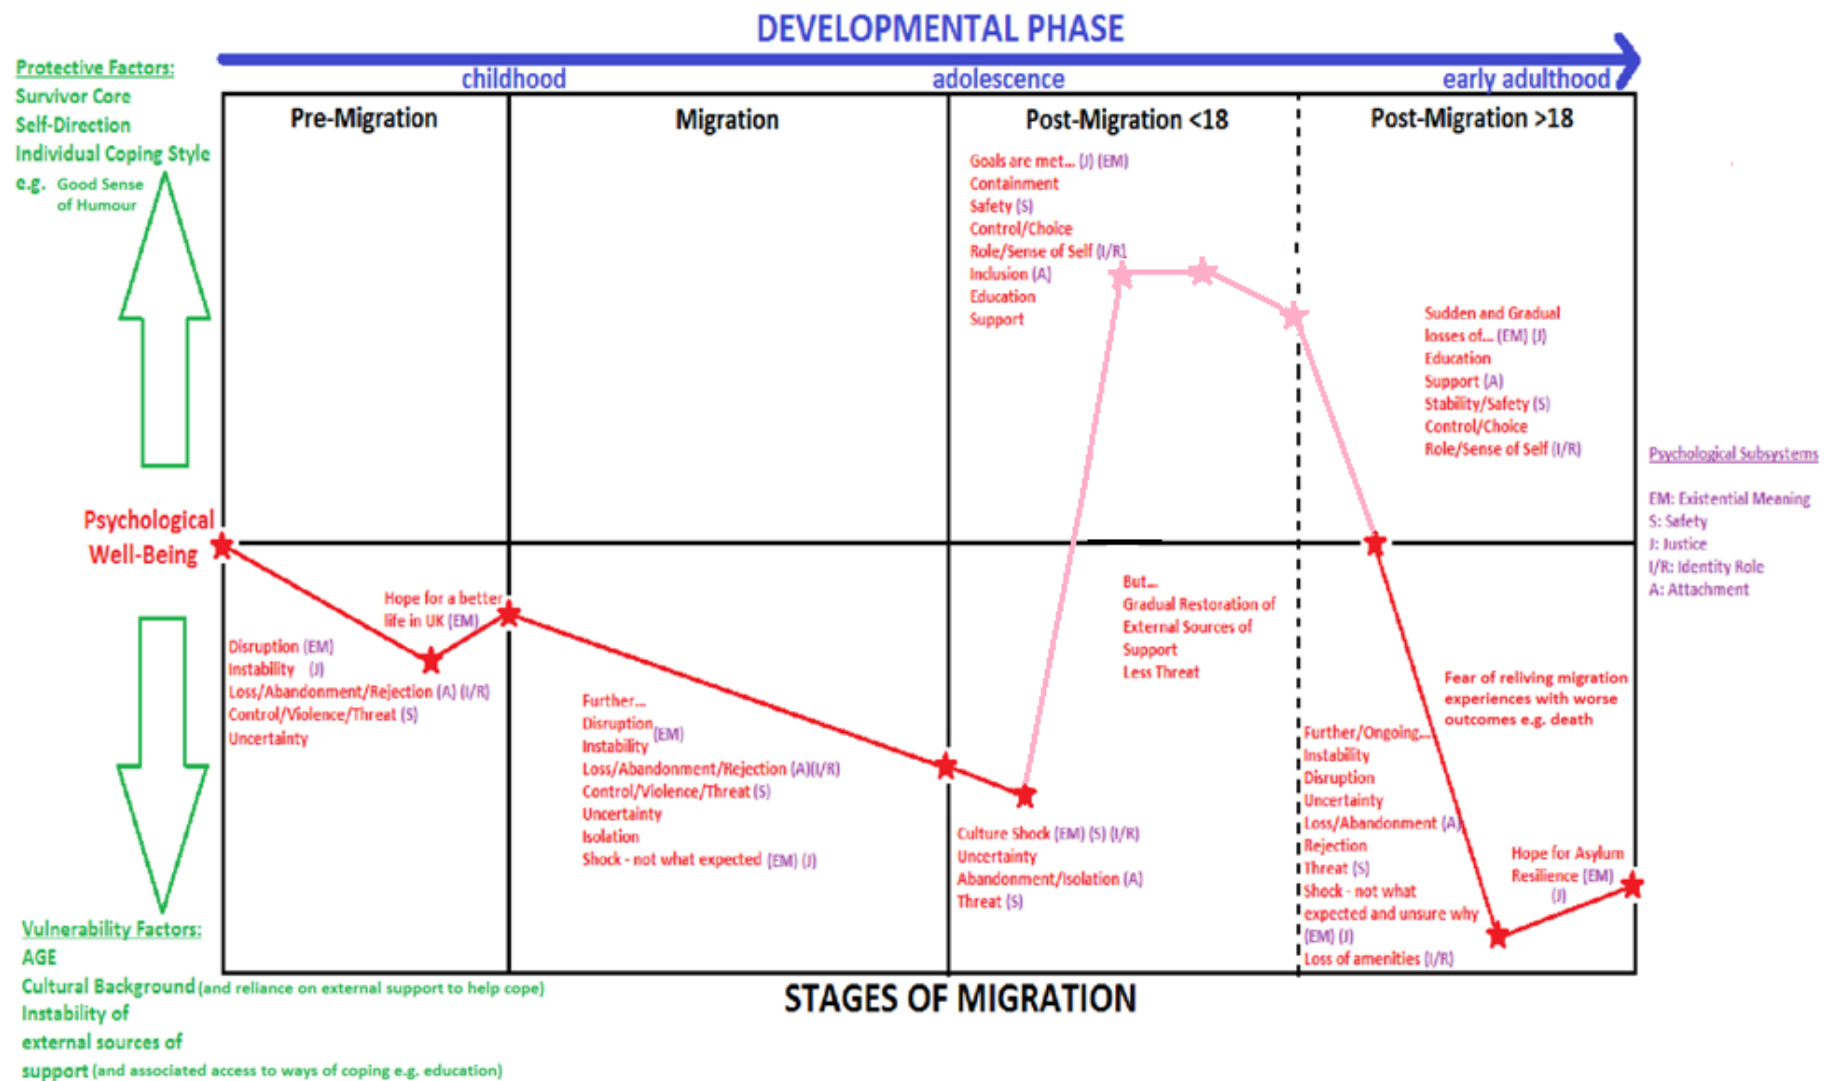 DEVELOPMENTAL PHASE
childhood
adolescence
early adulthood
Protective Factors:
Survivor Core
Self-Direction
Individual Coping Style
e.g. Good Sense
of Humour
Pre-Migration
Migration
Post-Migration <18
Post-Migration >18
Goals are met... (J) (EM)
Containment
Safety (S)
Control/Choice
Role/Sense of Self (I/R)
Inclusion (A)
Education
Support
Sudden and Gradual
losses of... (EM) (J)
Education
Support (A)
Stability/Safety (S)
Control/Choice
Role/Sense of Self (I/R)
Psychological Subsystems
EM: Existential Meaning
S: Safety
J: Justice
I/R: Identity Role
A: Attachment
Psychological
Well-Being
Hope for a better
life in UK (EM)
Disruption (EM)
Instability (J)
Loss/Abandonment/Rejection (A) (I/R)
Control/Violence/Threat (S)
Uncertainty
Further...
Disruption (EM)
Instability
Loss/Abandonment/Rejection (A)(I/R)
Control/Violence/Threat (S)
Uncertainty
Isolation
Shock - not what expected (EM) (J)
But...
Gradual Restoration of
External Sources of
Support
Less Threat
Culture Shock (EM) (S) (I/R)
Uncertainty
Abandonment/Isolation (A)
Threat (S)
Fear of reliving migration
experiences with worse
outcomes e.g. death
Further/Ongoing...
Instability
Disruption
Uncertainty
Loss/Abandonment (A)
Rejection
Threat (S)
Shock - not what
expected and unsure why
(EM) (J)
Loss of amenities (I/R)
Hope for Asylum
Resilience (EM)
(J)
Vulnerability Factors:
AGE
Cultural Background (and reliance on external support to help cope)
Instability of
external sources of
support (and associated access to ways of coping e.g. education)
STAGES OF MIGRATION